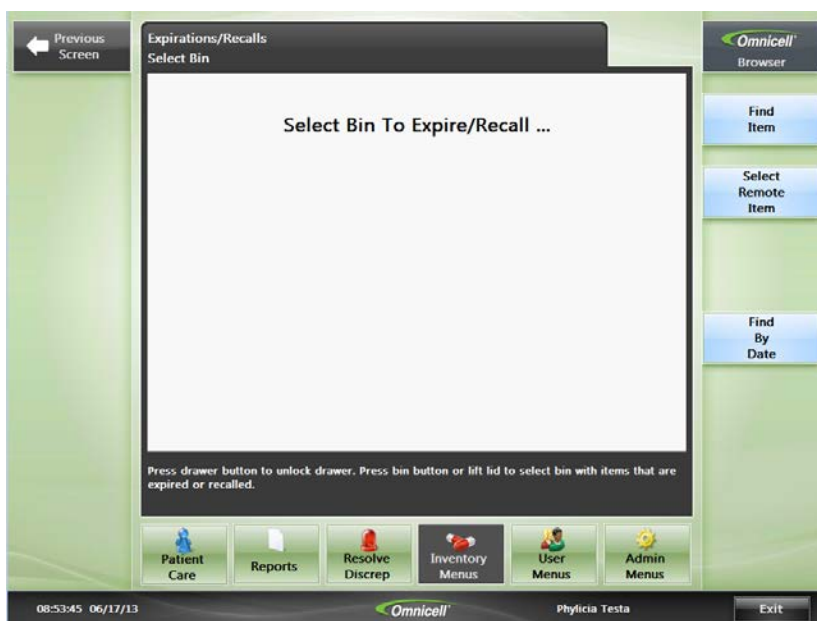 Previous
Screen
Expirations/Recalls
Select Bin
Omnicell
Browser
Select Bin To Expire/Recall ...
Find
Item
Select
Remote
Item
Find
By
Date
Press drawer button to unlock drawer. Press bin button or lift lid to select bin with items that are
expired or recalled.
Patient
Care
Reports
Resolve
Discrep
Inventory
Menus
User
Menus
Admin
Menus
08:53:45 06/17/13
Omnicell
Phylicia Testa
Exit